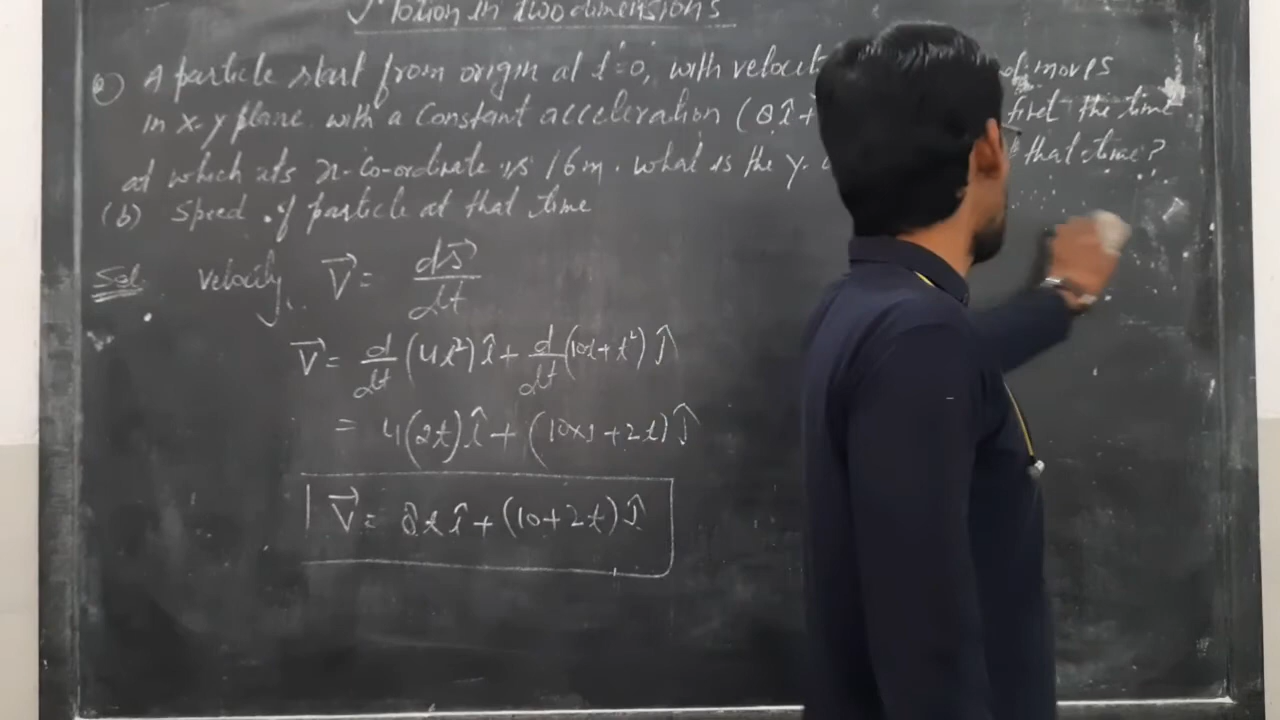 Motion in two dimensions
(a) A particle start from origin at t=0, with velocit moves
in x-y plane with a constant acceleration (8î+ find the time
at which its x-co-ordinate is 16m. What is the y- that time?
(b) Speed of particle at that time
Sol velocity, V⃗ = ds⃗/dt
V⃗ = d/dt (4t²) î + d/dt (10t + t²) ĵ
= 4(2t) î + (10×1 + 2t) ĵ
V⃗ = 8t î + (10 + 2t) ĵ